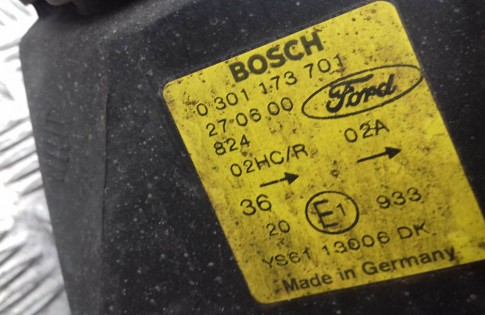 BOSCH
0 301 173 701
27 06 00 Ford
824
02HC/R 02A
36
20 E1 933
YS61 13006 DK
Made in Germany